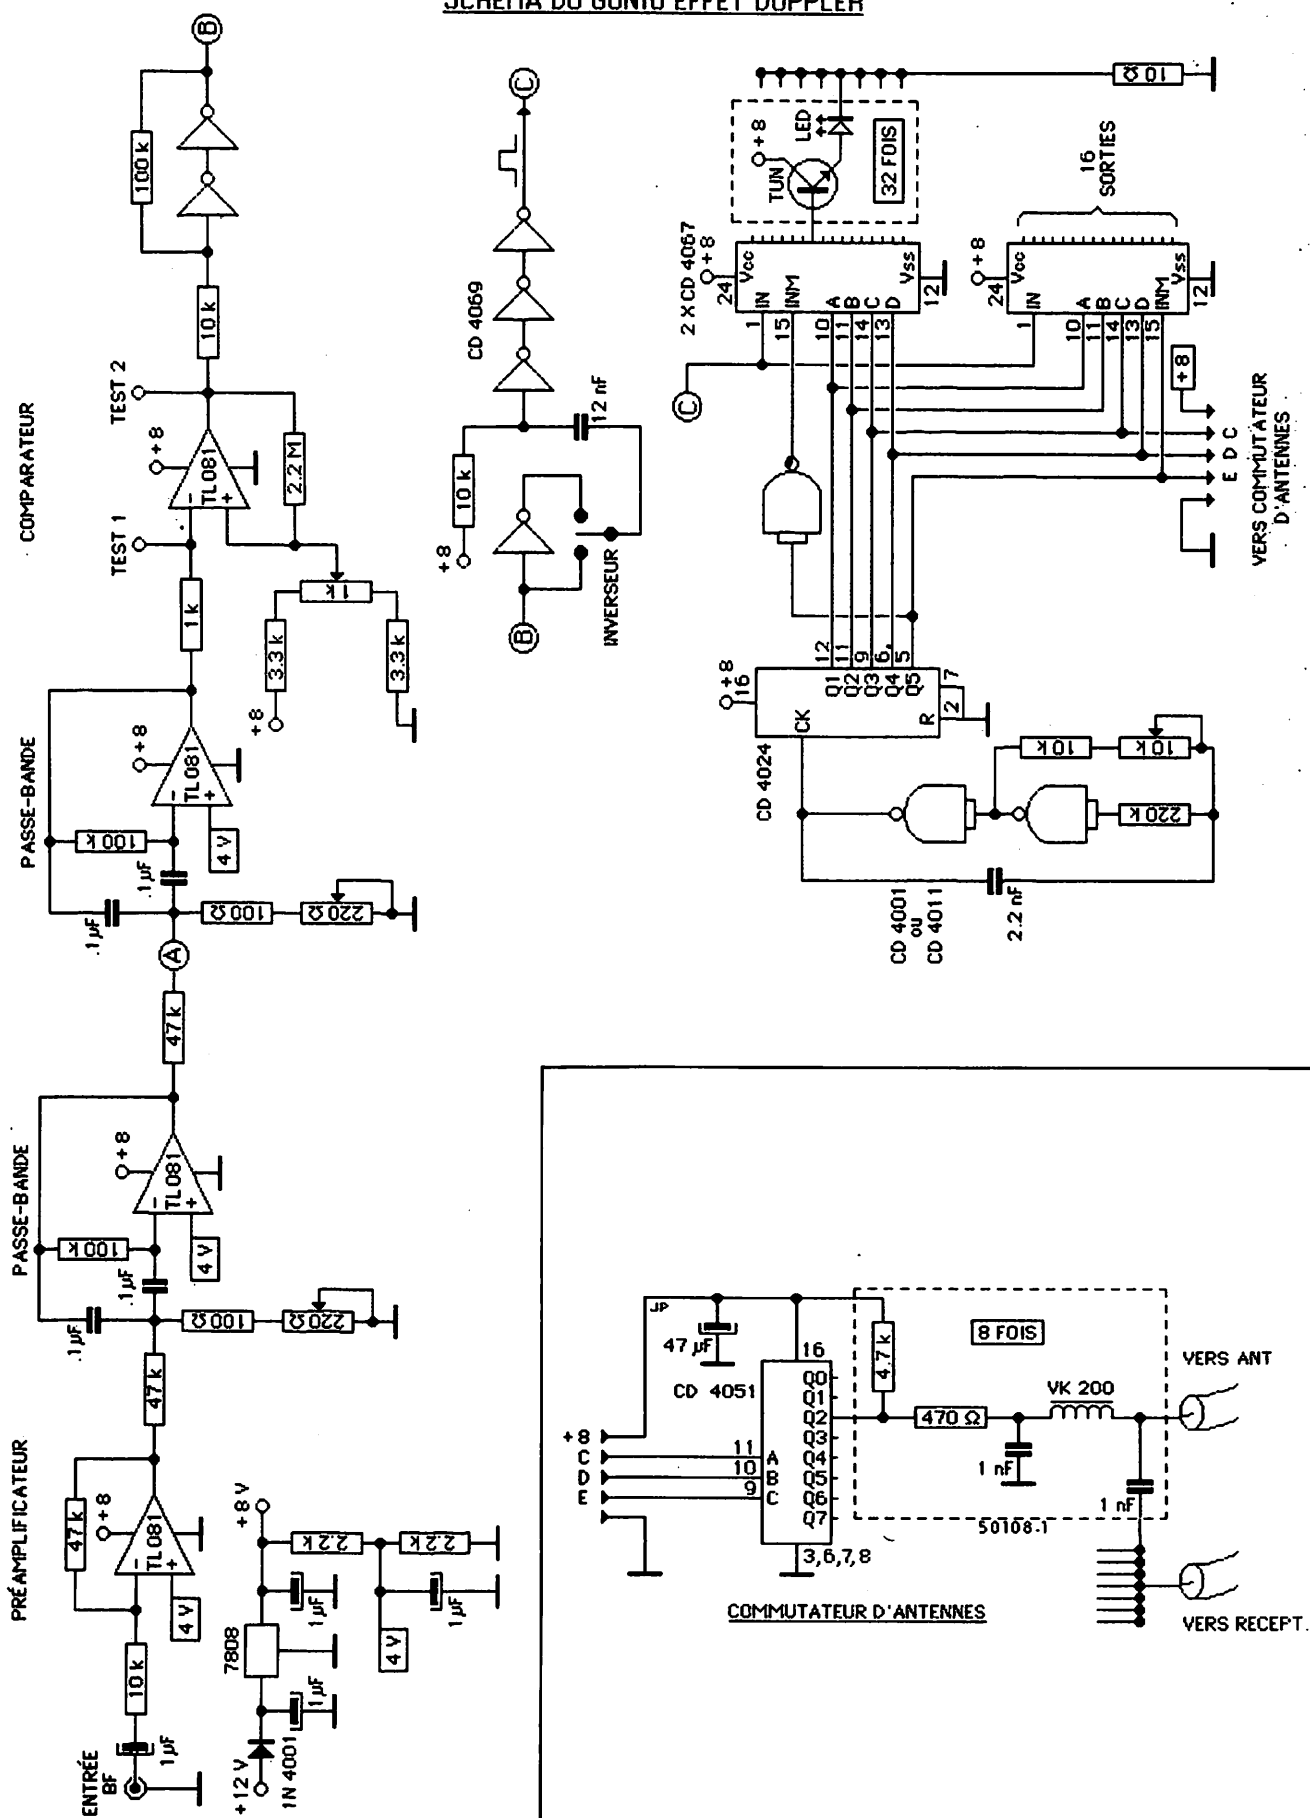 SCHEMA DU GONIO EFFET DOPPLER
PRÉAMPLIFICATEUR
ENTRÉE
BF
1 µF
10 k
47 k
+8
TL081
-
+
4 V
47 k
+12 V
1N 4001
1 µF
7808
+8 V
1 µF
2.2 k
2.2 k
4 V
1 µF
PASSE-BANDE
.1 µF
.1 µF
100 k
100 Ω
220 Ω
+8
TL081
-
+
4 V
47 k
A
PASSE-BANDE
.1 µF
.1 µF
100 k
100 Ω
220 Ω
+8
TL081
-
+
4 V
1 k
COMPARATEUR
TEST 1
TEST 2
+8
TL081
-
+
2.2 M
+8
3.3 k
1 k
3.3 k
10 k
100 k
B
B
INVERSEUR
+8
10 k
12 nF
CD 4069
C
CD 4001
OU
CD 4011
2.2 nF
220 k
10 k
10 k
CD 4024
+8
16
CK
R
2
7
Q1
Q2
Q3
Q4
Q5
12
11
9
6
5
C
2 X CD 4067
+8
24
Vcc
1
IN
15
INM
10
A
11
B
14
C
13
D
12
Vss
TUN
+8
LED
32 FOIS
10 Ω
+8
24
Vcc
1
IN
10
A
11
B
14
C
13
D
15
INM
12
Vss
16
SORTIES
+8
E D C
VERS COMMUTATEUR
D'ANTENNES
JP
47 µF
CD 4051
16
Q0
Q1
Q2
Q3
Q4
Q5
Q6
Q7
+8
C
D
E
11
10
9
A
B
C
3,6,7,8
4.7 k
8 FOIS
470 Ω
VK 200
1 nF
1 nF
50108.1
VERS ANT
VERS RECEPT.
COMMUTATEUR D'ANTENNES